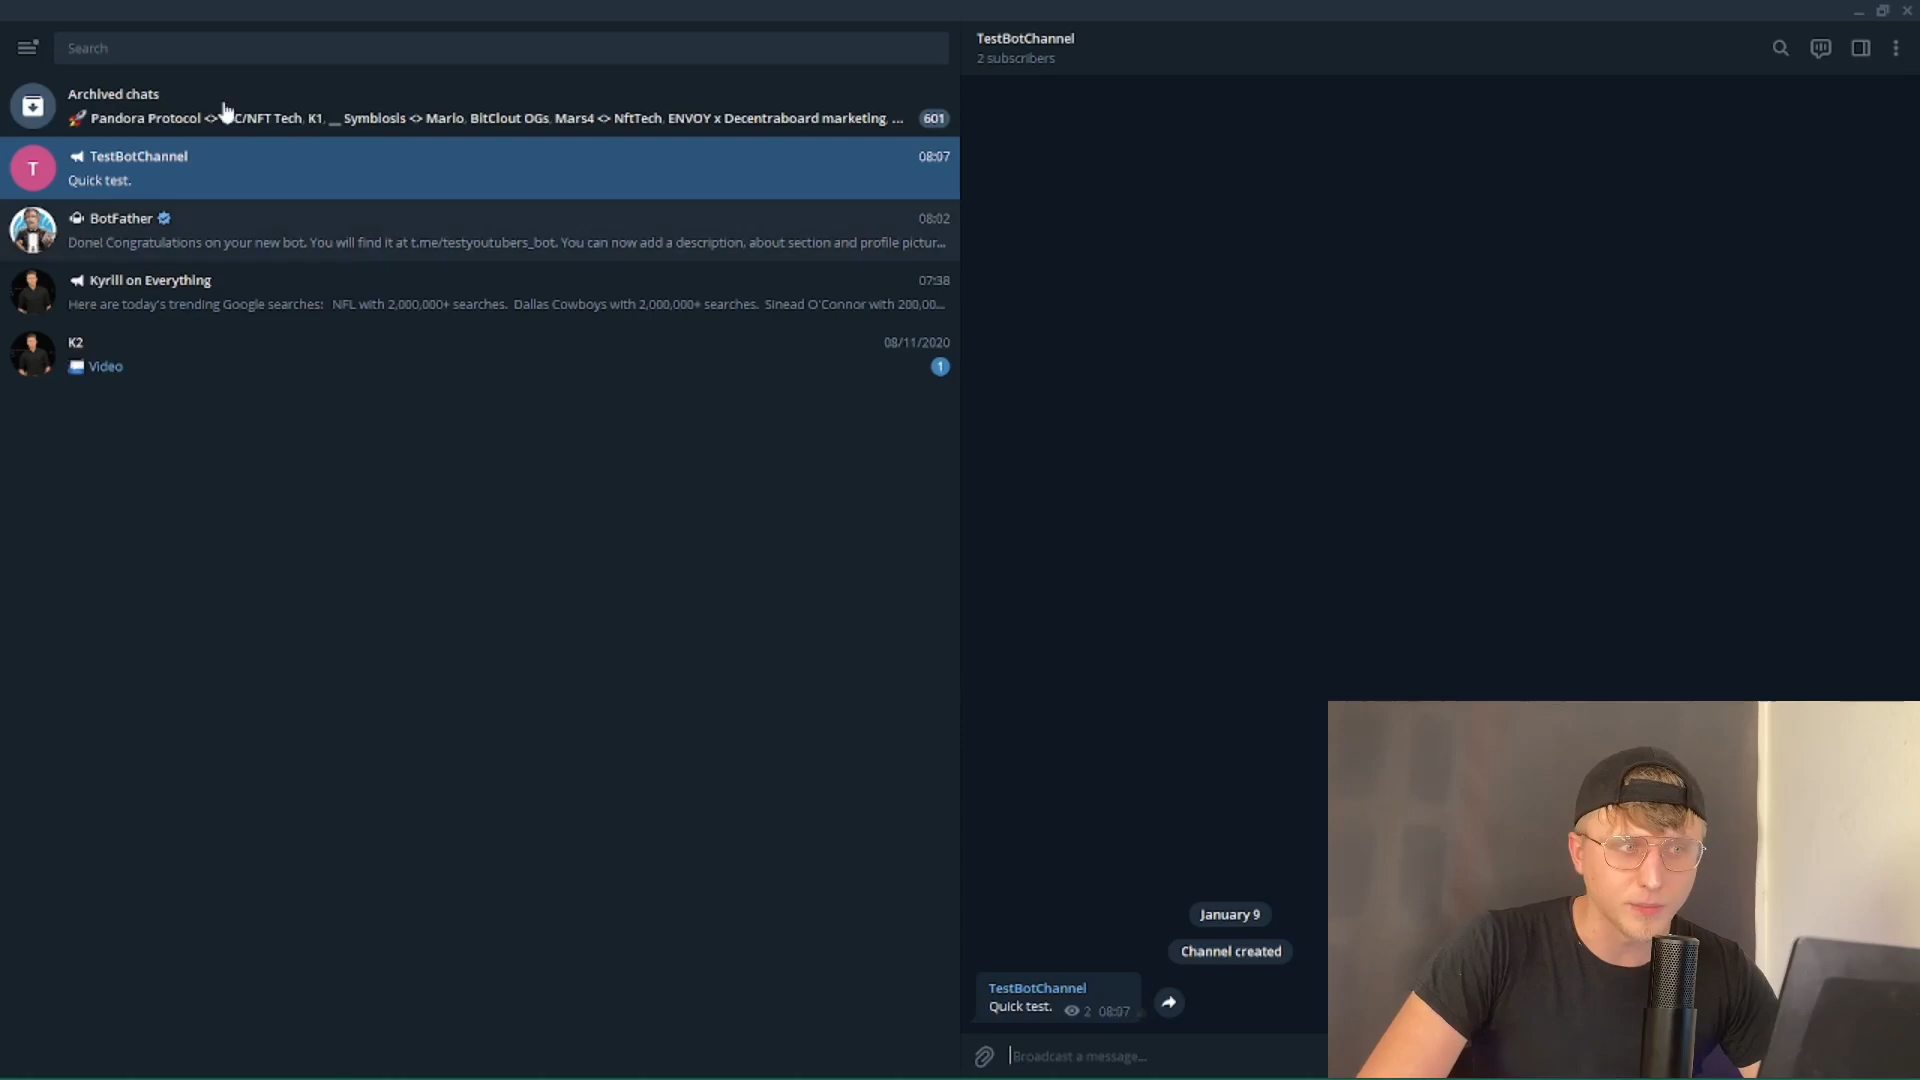 Search
Archived chats
🚀 Pandora Protocol <> C/NFT Tech, K1, __ Symbiosis <> Mario, BitClout OGs, Mars4 <> NftTech, ENVOY x Decentraboard marketing, ...
601
TestBotChannel
08:07
T
Quick test.
BotFather
08:02
Done! Congratulations on your new bot. You will find it at t.me/testyoutubers_bot. You can now add a description, about section and profile pictur...
Kyrill on Everything
07:38
Here are today's trending Google searches: NFL with 2,000,000+ searches. Dallas Cowboys with 2,000,000+ searches. Sinead O'Connor with 200,00...
K2
08/11/2020
Video
1
TestBotChannel
2 subscribers
January 9
Channel created
TestBotChannel
Quick test. 2 08:07
Broadcast a message...